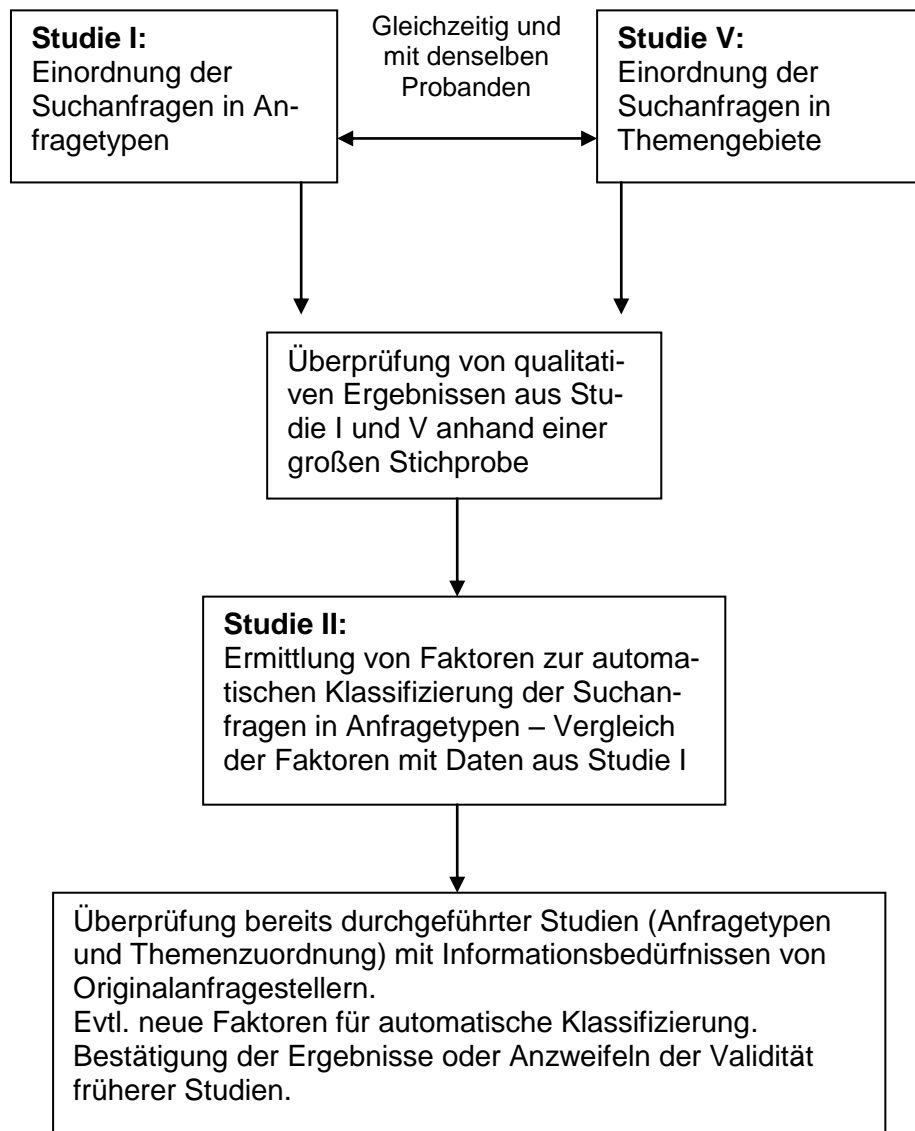 Studie I:
Einordnung der
Suchanfragen in An-
fragetypen
Gleichzeitig und
mit denselben
Probanden
Studie V:
Einordnung der
Suchanfragen in
Themengebiete
Überprüfung von qualitati-
ven Ergebnissen aus Stu-
die I und V anhand einer
großen Stichprobe
Studie II:
Ermittlung von Faktoren zur automa-
tischen Klassifizierung der Suchan-
fragen in Anfragetypen – Vergleich
der Faktoren mit Daten aus Studie I
Überprüfung bereits durchgeführter Studien (Anfragetypen
und Themenzuordnung) mit Informationsbedürfnissen von
Originalanfragestellern.
Evtl. neue Faktoren für automatische Klassifizierung.
Bestätigung der Ergebnisse oder Anzweifeln der Validität
früherer Studien.